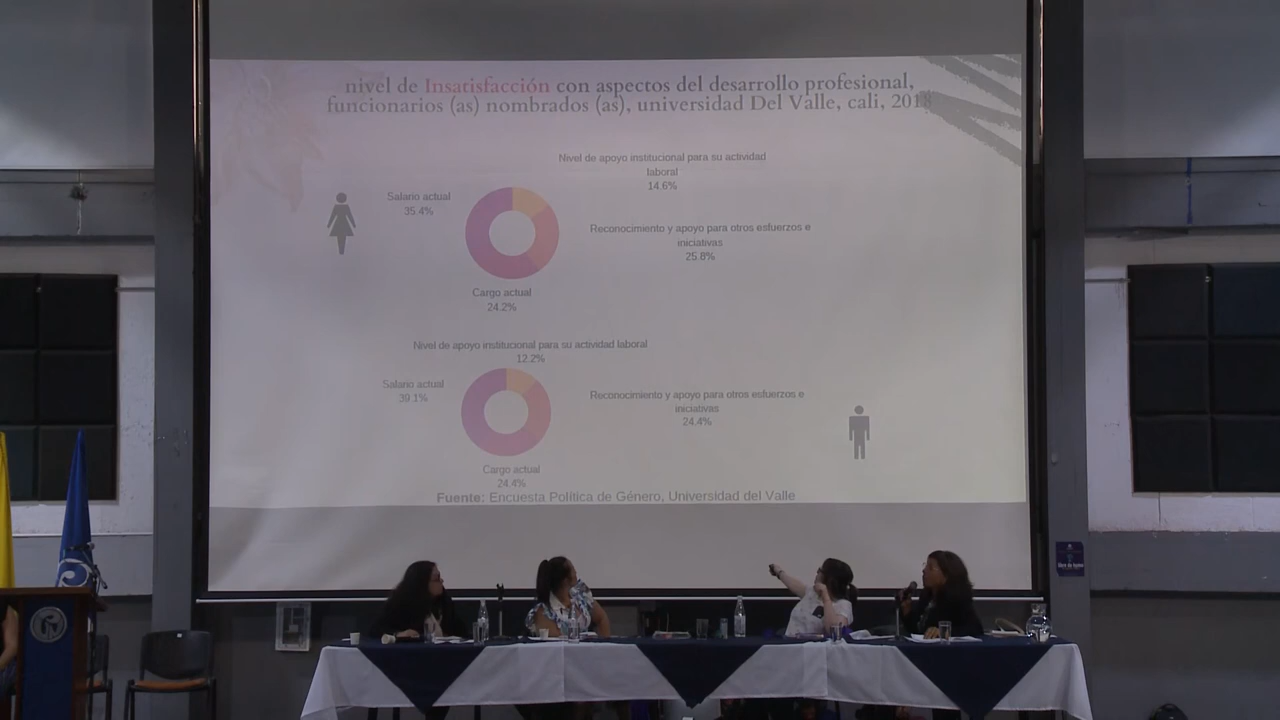 nivel de Insatisfacción con aspectos del desarrollo profesional,
funcionarios (as) nombrados (as), universidad Del Valle, cali, 2018
Nivel de apoyo institucional para su actividad
laboral
14.6%
Salario actual
35.4%
Reconocimiento y apoyo para otros esfuerzos e
iniciativas
25.8%
Cargo actual
24.2%
Nivel de apoyo institucional para su actividad laboral
12.2%
Salario actual
39.1%
Reconocimiento y apoyo para otros esfuerzos e
iniciativas
24.4%
Cargo actual
24.4%
Fuente: Encuesta Política de Género, Universidad del Valle